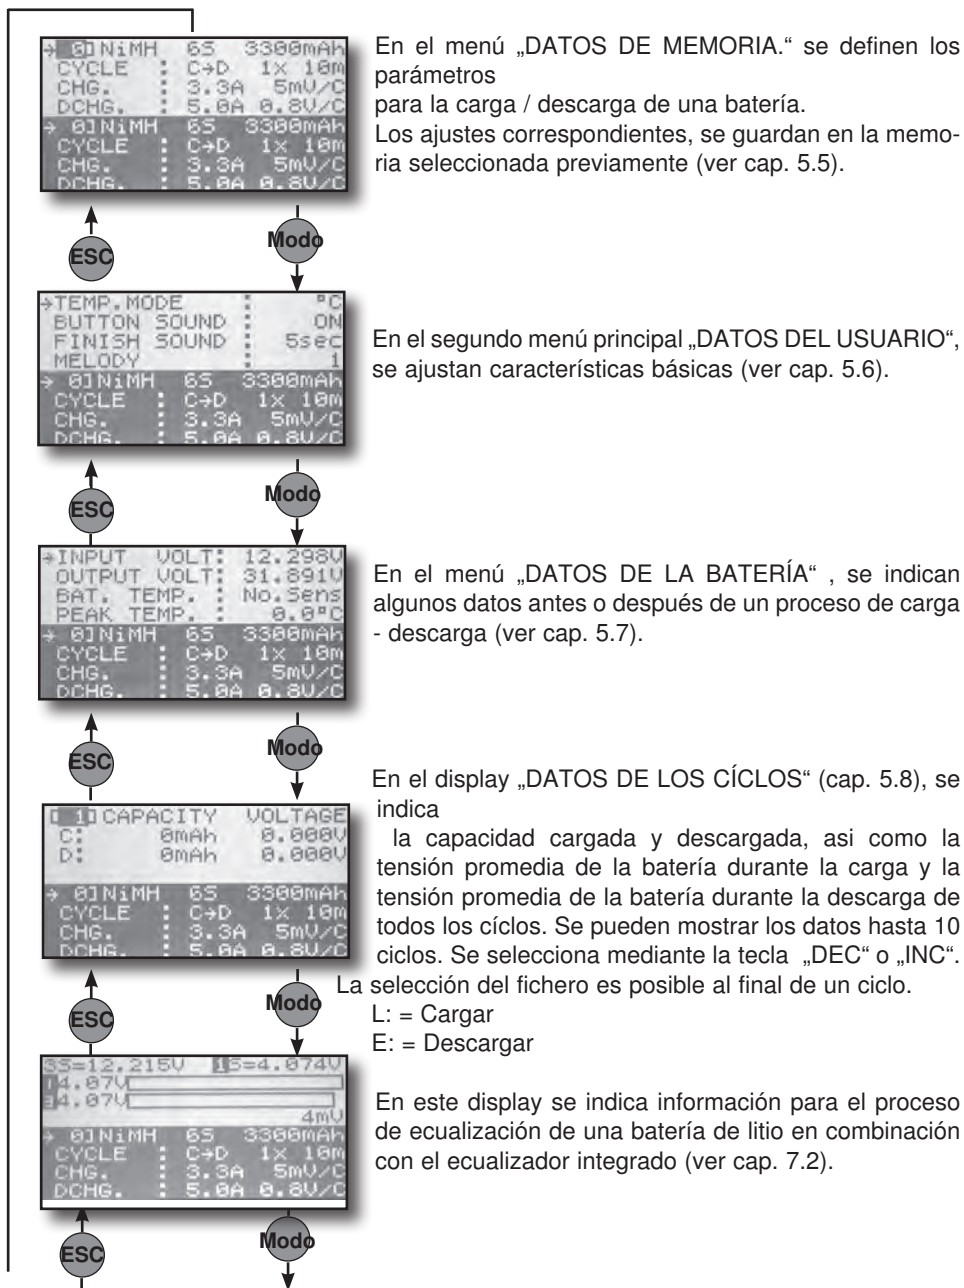 → 0]NiMH 6S 3300mAh
CYCLE : C→D 1× 10m
CHG. : 3.3A 5mV/C
DCHG. : 5.0A 0.8V/C
→ 0]NiMH 6S 3300mAh
CYCLE : C→D 1× 10m
CHG. : 3.3A 5mV/C
DCHG. : 5.0A 0.8V/C
En el menú „DATOS DE MEMORIA.“ se definen los
parámetros
para la carga / descarga de una batería.
Los ajustes correspondientes, se guardan en la memo-
ria seleccionada previamente (ver cap. 5.5).
ESC
Modo
→TEMP.MODE : °C
BUTTON SOUND : ON
FINISH SOUND : 5sec
MELODY : 1
→ 0]NiMH 6S 3300mAh
CYCLE : C→D 1× 10m
CHG. : 3.3A 5mV/C
DCHG. : 5.0A 0.8V/C
En el segundo menú principal „DATOS DEL USUARIO“,
se ajustan características básicas (ver cap. 5.6).
ESC
Modo
→INPUT VOLT: 12.298V
OUTPUT VOLT: 31.891V
BAT. TEMP. : No.Sens
PEAK TEMP. : 0.0°C
→ 0]NiMH 6S 3300mAh
CYCLE : C→D 1× 10m
CHG. : 3.3A 5mV/C
DCHG. : 5.0A 0.8V/C
En el menú „DATOS DE LA BATERÍA“ , se indican
algunos datos antes o después de un proceso de carga
- descarga (ver cap. 5.7).
ESC
Modo
[ 1]CAPACITY VOLTAGE
C: 0mAh 0.000V
D: 0mAh 0.000V
→ 0]NiMH 6S 3300mAh
CYCLE : C→D 1× 10m
CHG. : 3.3A 5mV/C
DCHG. : 5.0A 0.8V/C
En el display „DATOS DE LOS CÍCLOS“ (cap. 5.8), se
indica
la capacidad cargada y descargada, asi como la
tensión promedia de la batería durante la carga y la
tensión promedia de la batería durante la descarga de
todos los cíclos. Se pueden mostrar los datos hasta 10
ciclos. Se selecciona mediante la tecla „DEC“ o „INC“.
La selección del fichero es posible al final de un ciclo.
L: = Cargar
E: = Descargar
ESC
Modo
3S=12.215V 1S=4.074V
4.07V
4.07V
4mV
→ 0]NiMH 6S 3300mAh
CYCLE : C→D 1× 10m
CHG. : 3.3A 5mV/C
DCHG. : 5.0A 0.8V/C
En este display se indica información para el proceso
de ecualización de una batería de litio en combinación
con el ecualizador integrado (ver cap. 7.2).
ESC
Modo